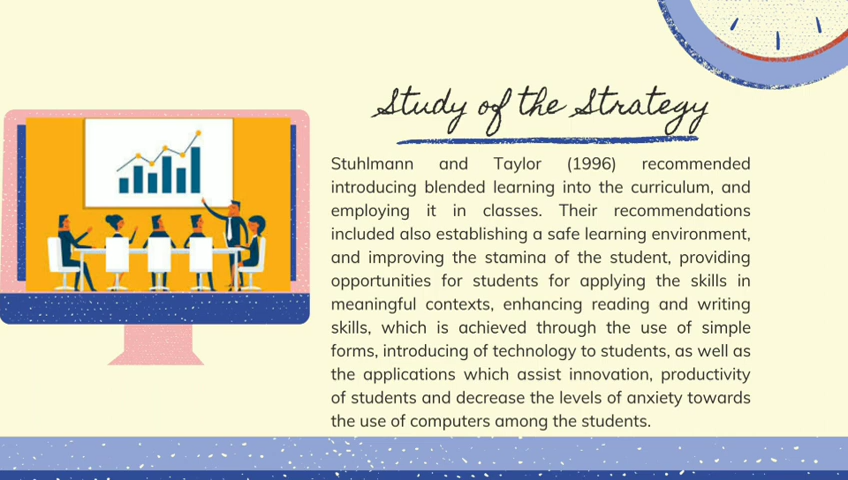 Study of the Strategy
Stuhlmann and Taylor (1996) recommended
introducing blended learning into the curriculum, and
employing it in classes. Their recommendations
included also establishing a safe learning environment,
and improving the stamina of the student, providing
opportunities for students for applying the skills in
meaningful contexts, enhancing reading and writing
skills, which is achieved through the use of simple
forms, introducing of technology to students, as well as
the applications which assist innovation, productivity
of students and decrease the levels of anxiety towards
the use of computers among the students.